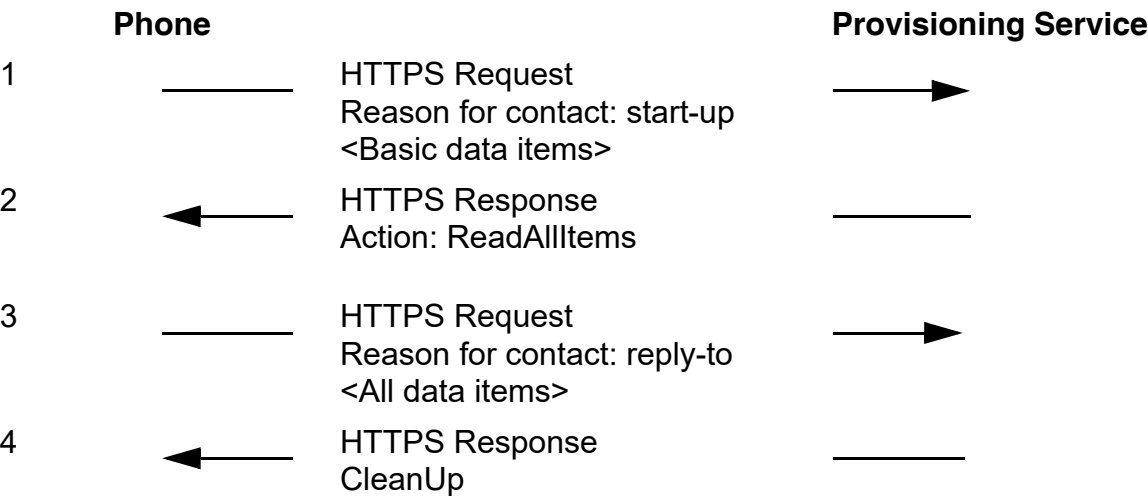 Phone Provisioning Service
1 HTTPS Request
Reason for contact: start-up
<Basic data items>
2 HTTPS Response
Action: ReadAllItems
3 HTTPS Request
Reason for contact: reply-to
<All data items>
4 HTTPS Response
CleanUp